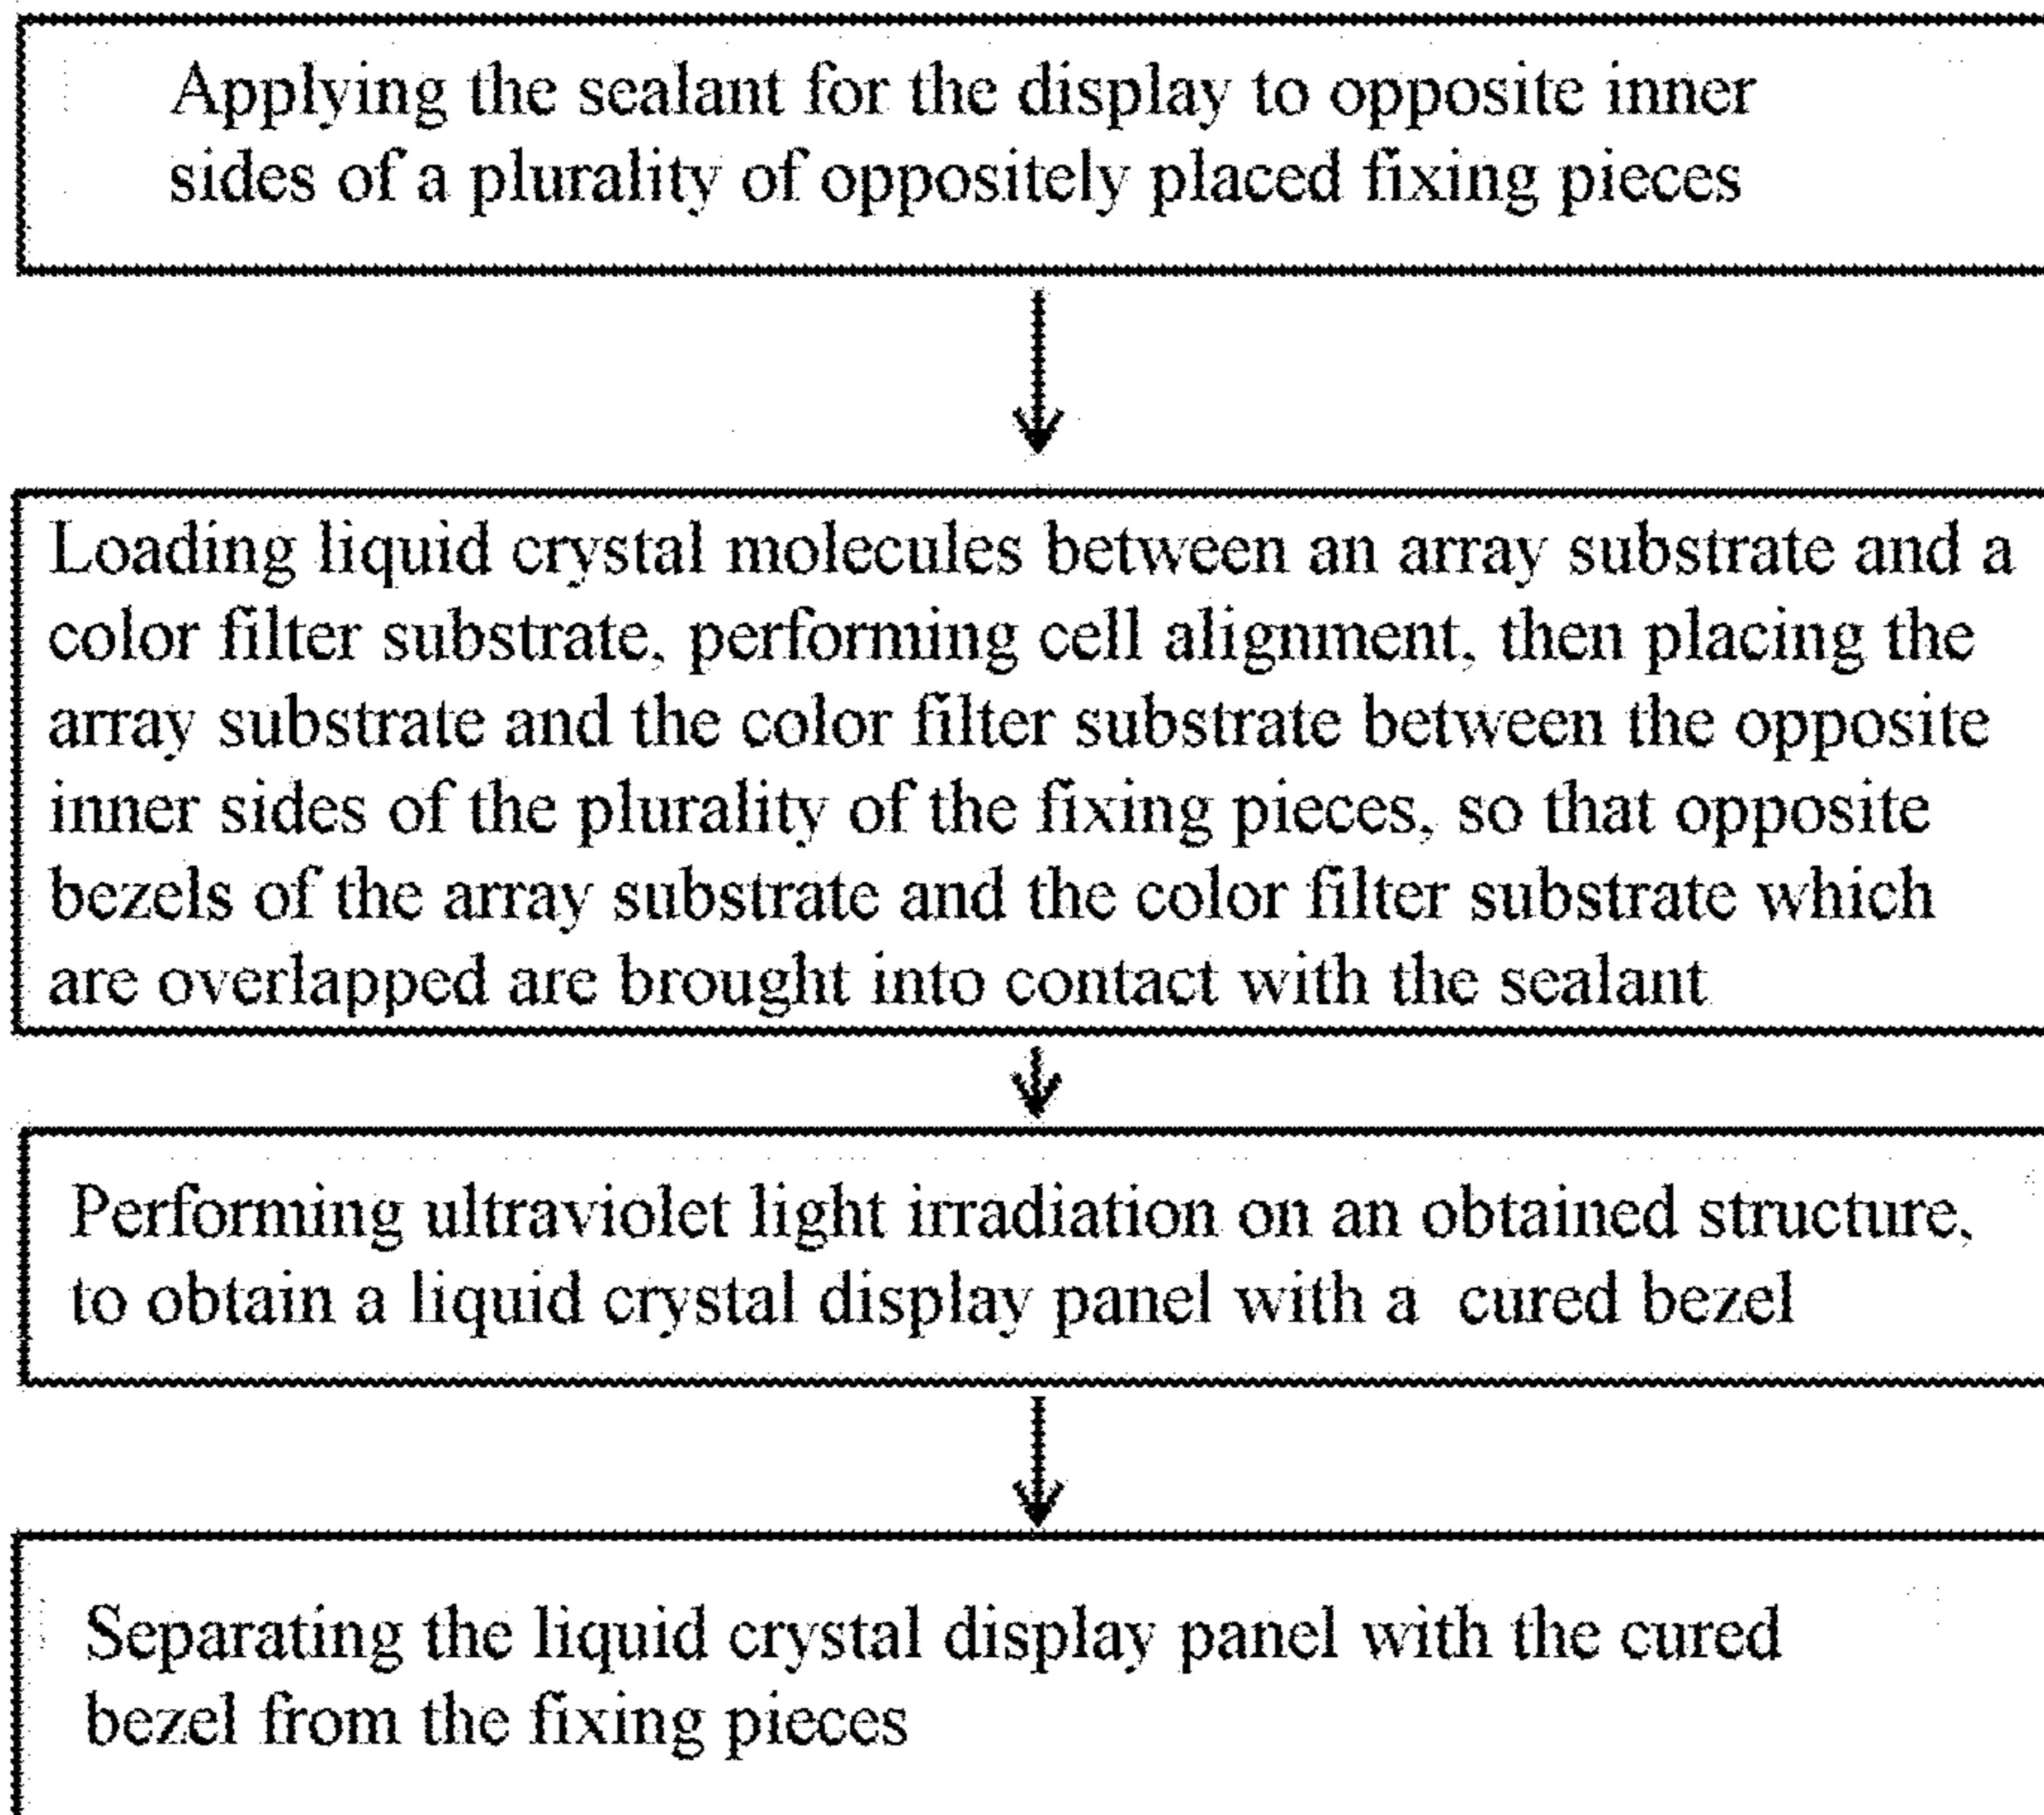 Applying the sealant for the display to opposite inner
sides of a plurality of oppositely placed fixing pieces
Loading liquid crystal molecules between an array substrate and a
color filter substrate, performing cell alignment, then placing the
array substrate and the color filter substrate between the opposite
inner sides of the plurality of the fixing pieces, so that opposite
bezels of the array substrate and the color filter substrate which
are overlapped are brought into contact with the sealant
Performing ultraviolet light irradiation on an obtained structure,
to obtain a liquid crystal display panel with a cured bezel
Separating the liquid crystal display panel with the cured
bezel from the fixing pieces